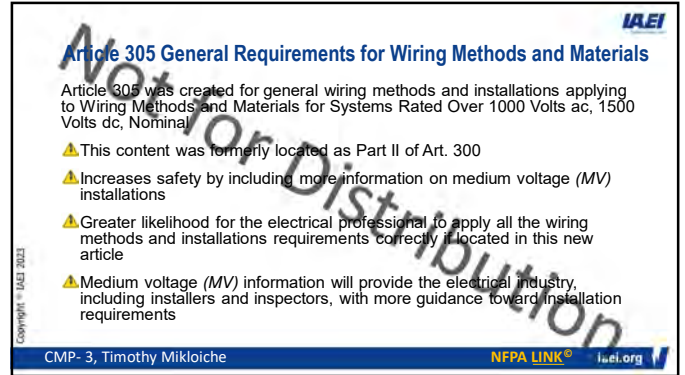 IAEI
Article 305 General Requirements for Wiring Methods and Materials
Article 305 was created for general wiring methods and installations applying
to Wiring Methods and Materials for Systems Rated Over 1000 Volts ac, 1500
Volts dc, Nominal
This content was formerly located as Part II of Art. 300
Increases safety by including more information on medium voltage (MV)
installations
Greater likelihood for the electrical professional to apply all the wiring
methods and installations requirements correctly if located in this new
article
Medium voltage (MV) information will provide the electrical industry,
including installers and inspectors, with more guidance toward installation
requirements
Not for Distribution
Copyright © IAEI 2023
CMP- 3, Timothy Mikloiche
NFPA LINK©
iaei.org